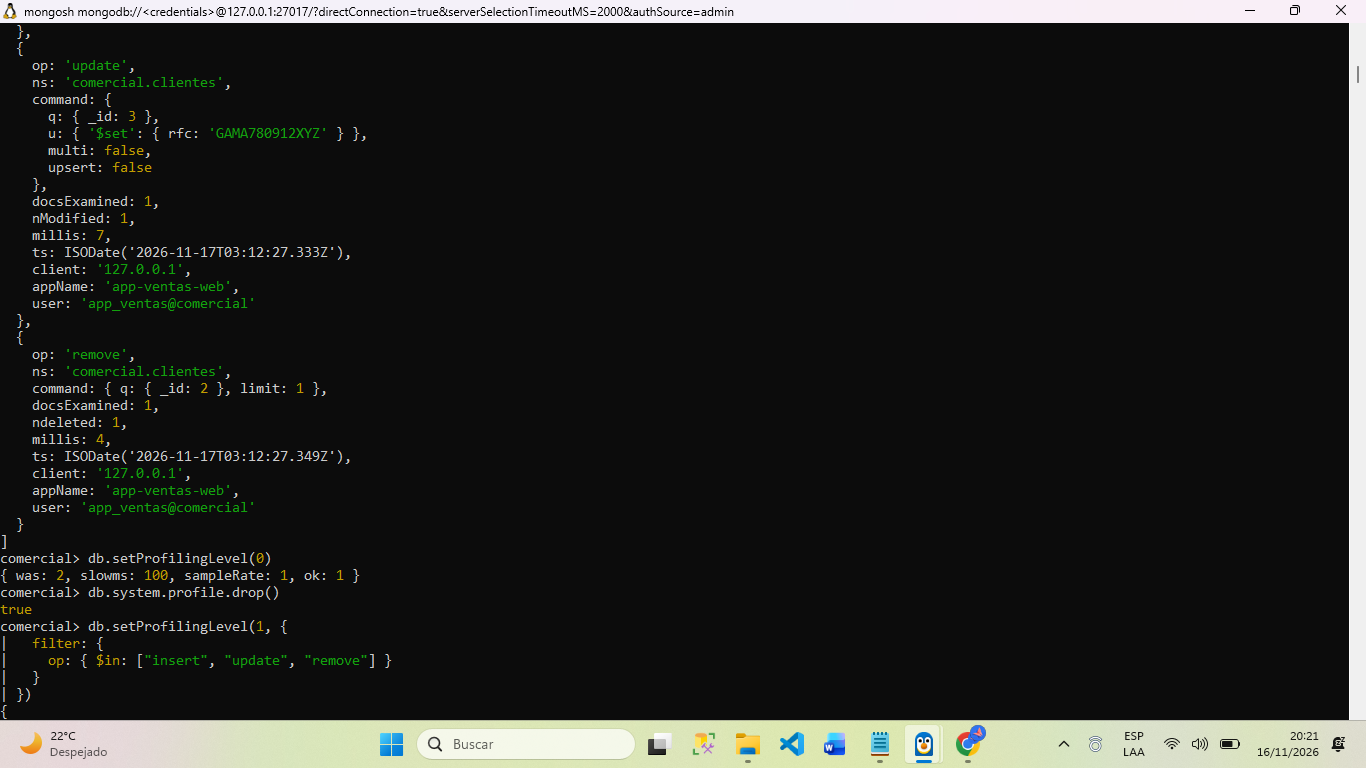 mongosh mongodb://<credentials>@127.0.0.1:27017/?directConnection=true&serverSelectionTimeoutMS=2000&authSource=admin
  },
  {
    op: 'update',
    ns: 'comercial.clientes',
    command: {
      q: { _id: 3 },
      u: { '$set': { rfc: 'GAMA780912XYZ' } },
      multi: false,
      upsert: false
    },
    docsExamined: 1,
    nModified: 1,
    millis: 7,
    ts: ISODate('2026-11-17T03:12:27.333Z'),
    client: '127.0.0.1',
    appName: 'app-ventas-web',
    user: 'app_ventas@comercial'
  },
  {
    op: 'remove',
    ns: 'comercial.clientes',
    command: { q: { _id: 2 }, limit: 1 },
    docsExamined: 1,
    ndeleted: 1,
    millis: 4,
    ts: ISODate('2026-11-17T03:12:27.349Z'),
    client: '127.0.0.1',
    appName: 'app-ventas-web',
    user: 'app_ventas@comercial'
  }
]
comercial> db.setProfilingLevel(0)
{ was: 2, slowms: 100, sampleRate: 1, ok: 1 }
comercial> db.system.profile.drop()
true
comercial> db.setProfilingLevel(1, {
|   filter: {
|     op: { $in: ["insert", "update", "remove"] }
|   }
| })
{
22°C
Despejado
Buscar
ESP
LAA
20:21
16/11/2026